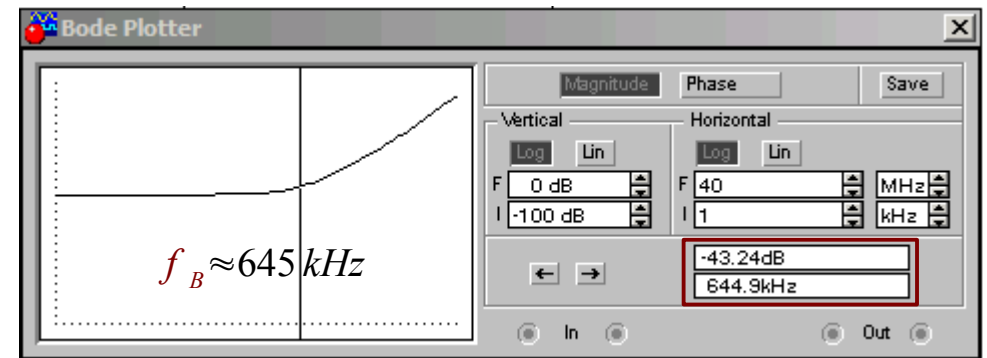 Bode Plotter
Magnitude Phase Save
Vertical Horizontal
Log Lin Log Lin
F 0 dB F 40 MHz
I -100 dB I 1 kHz
-43.24dB
644.9kHz
f B ≈645 kHz
← →
In Out